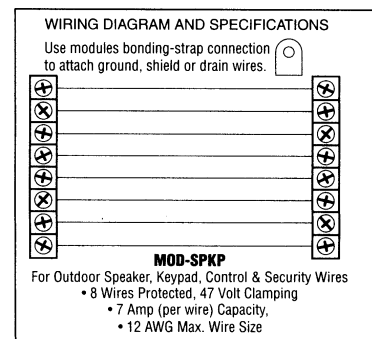 WIRING DIAGRAM AND SPECIFICATIONS
Use modules bonding-strap connection
to attach ground, shield or drain wires.
MOD-SPKP
For Outdoor Speaker, Keypad, Control & Security Wires
• 8 Wires Protected, 47 Volt Clamping
• 7 Amp (per wire) Capacity,
• 12 AWG Max. Wire Size